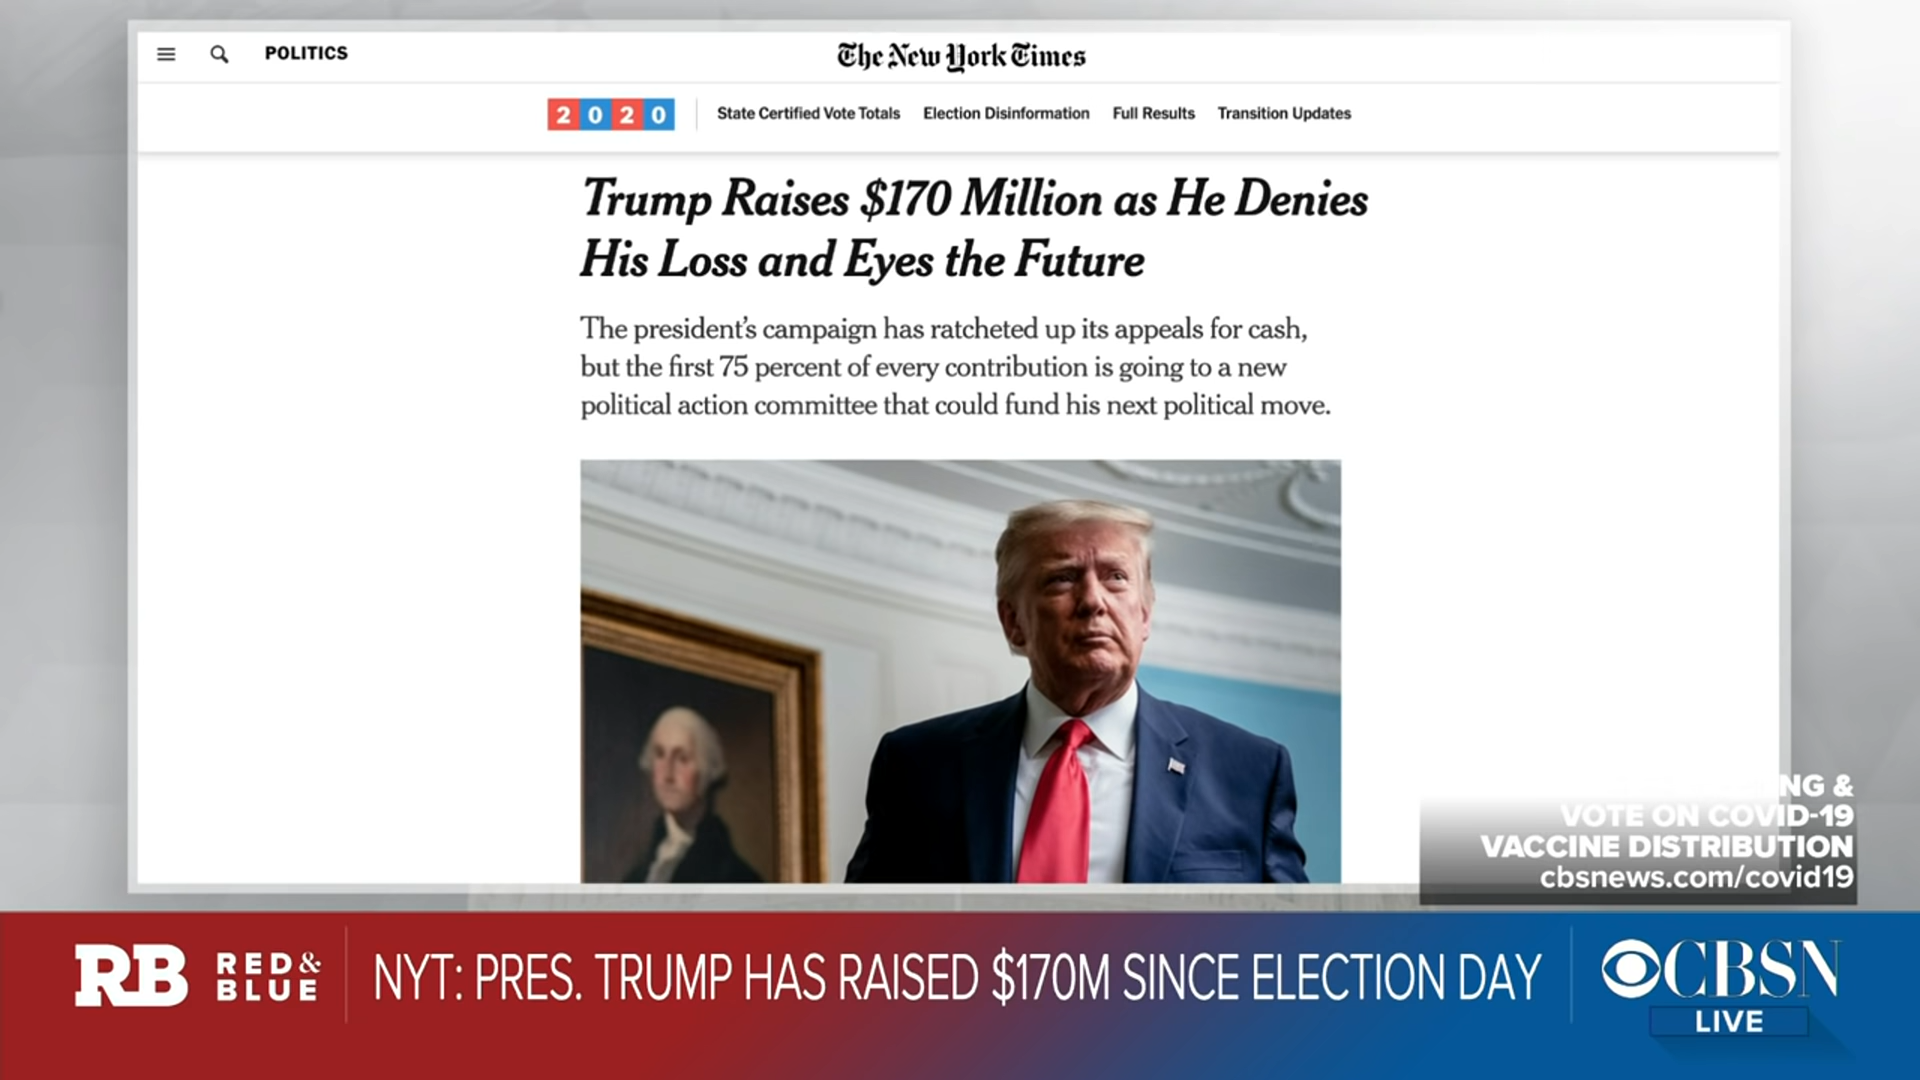 POLITICS
The New York Times
2020
State Certified Vote Totals Election Disinformation Full Results Transition Updates
Trump Raises $170 Million as He Denies
His Loss and Eyes the Future
The president's campaign has ratcheted up its appeals for cash,
but the first 75 percent of every contribution is going to a new
political action committee that could fund his next political move.
NG &
VOTE ON COVID-19
VACCINE DISTRIBUTION
cbsnews.com/covid19
RB
RED &
BLUE
NYT: PRES. TRUMP HAS RAISED $170M SINCE ELECTION DAY
CBSN
LIVE